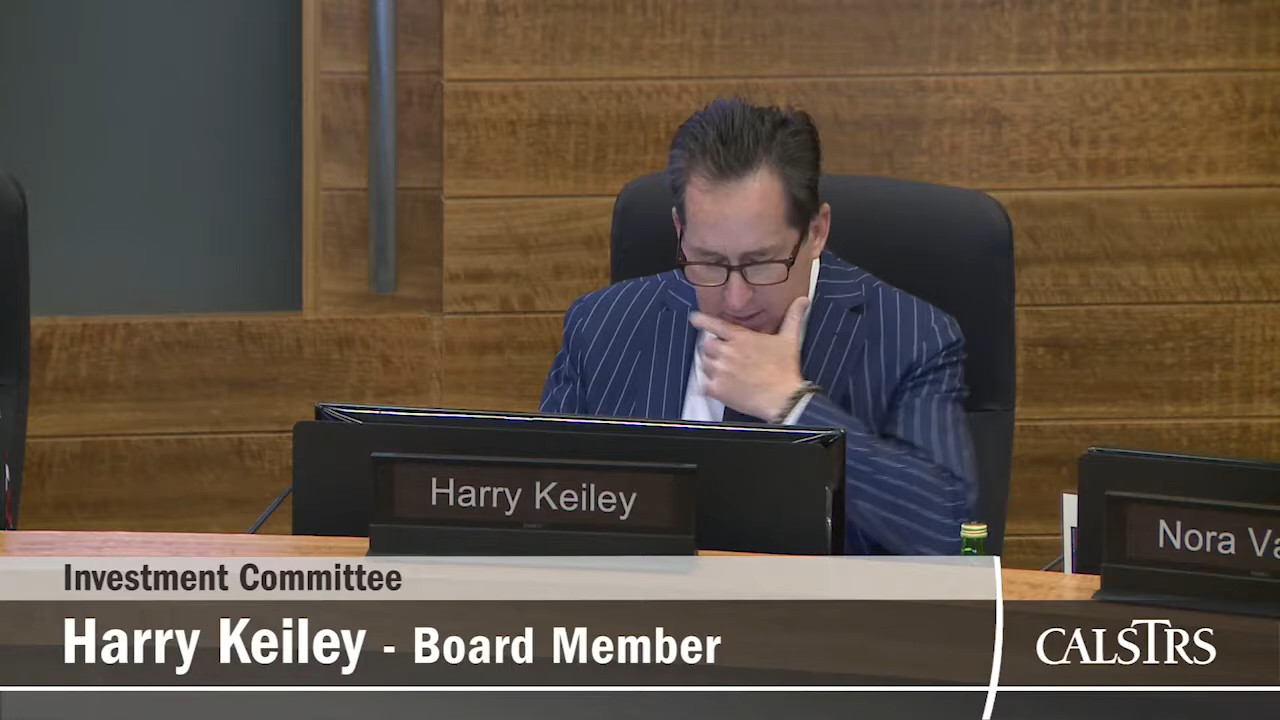 Harry Keiley
Nora Va
Investment Committee
Harry Keiley - Board Member
CALSTRS